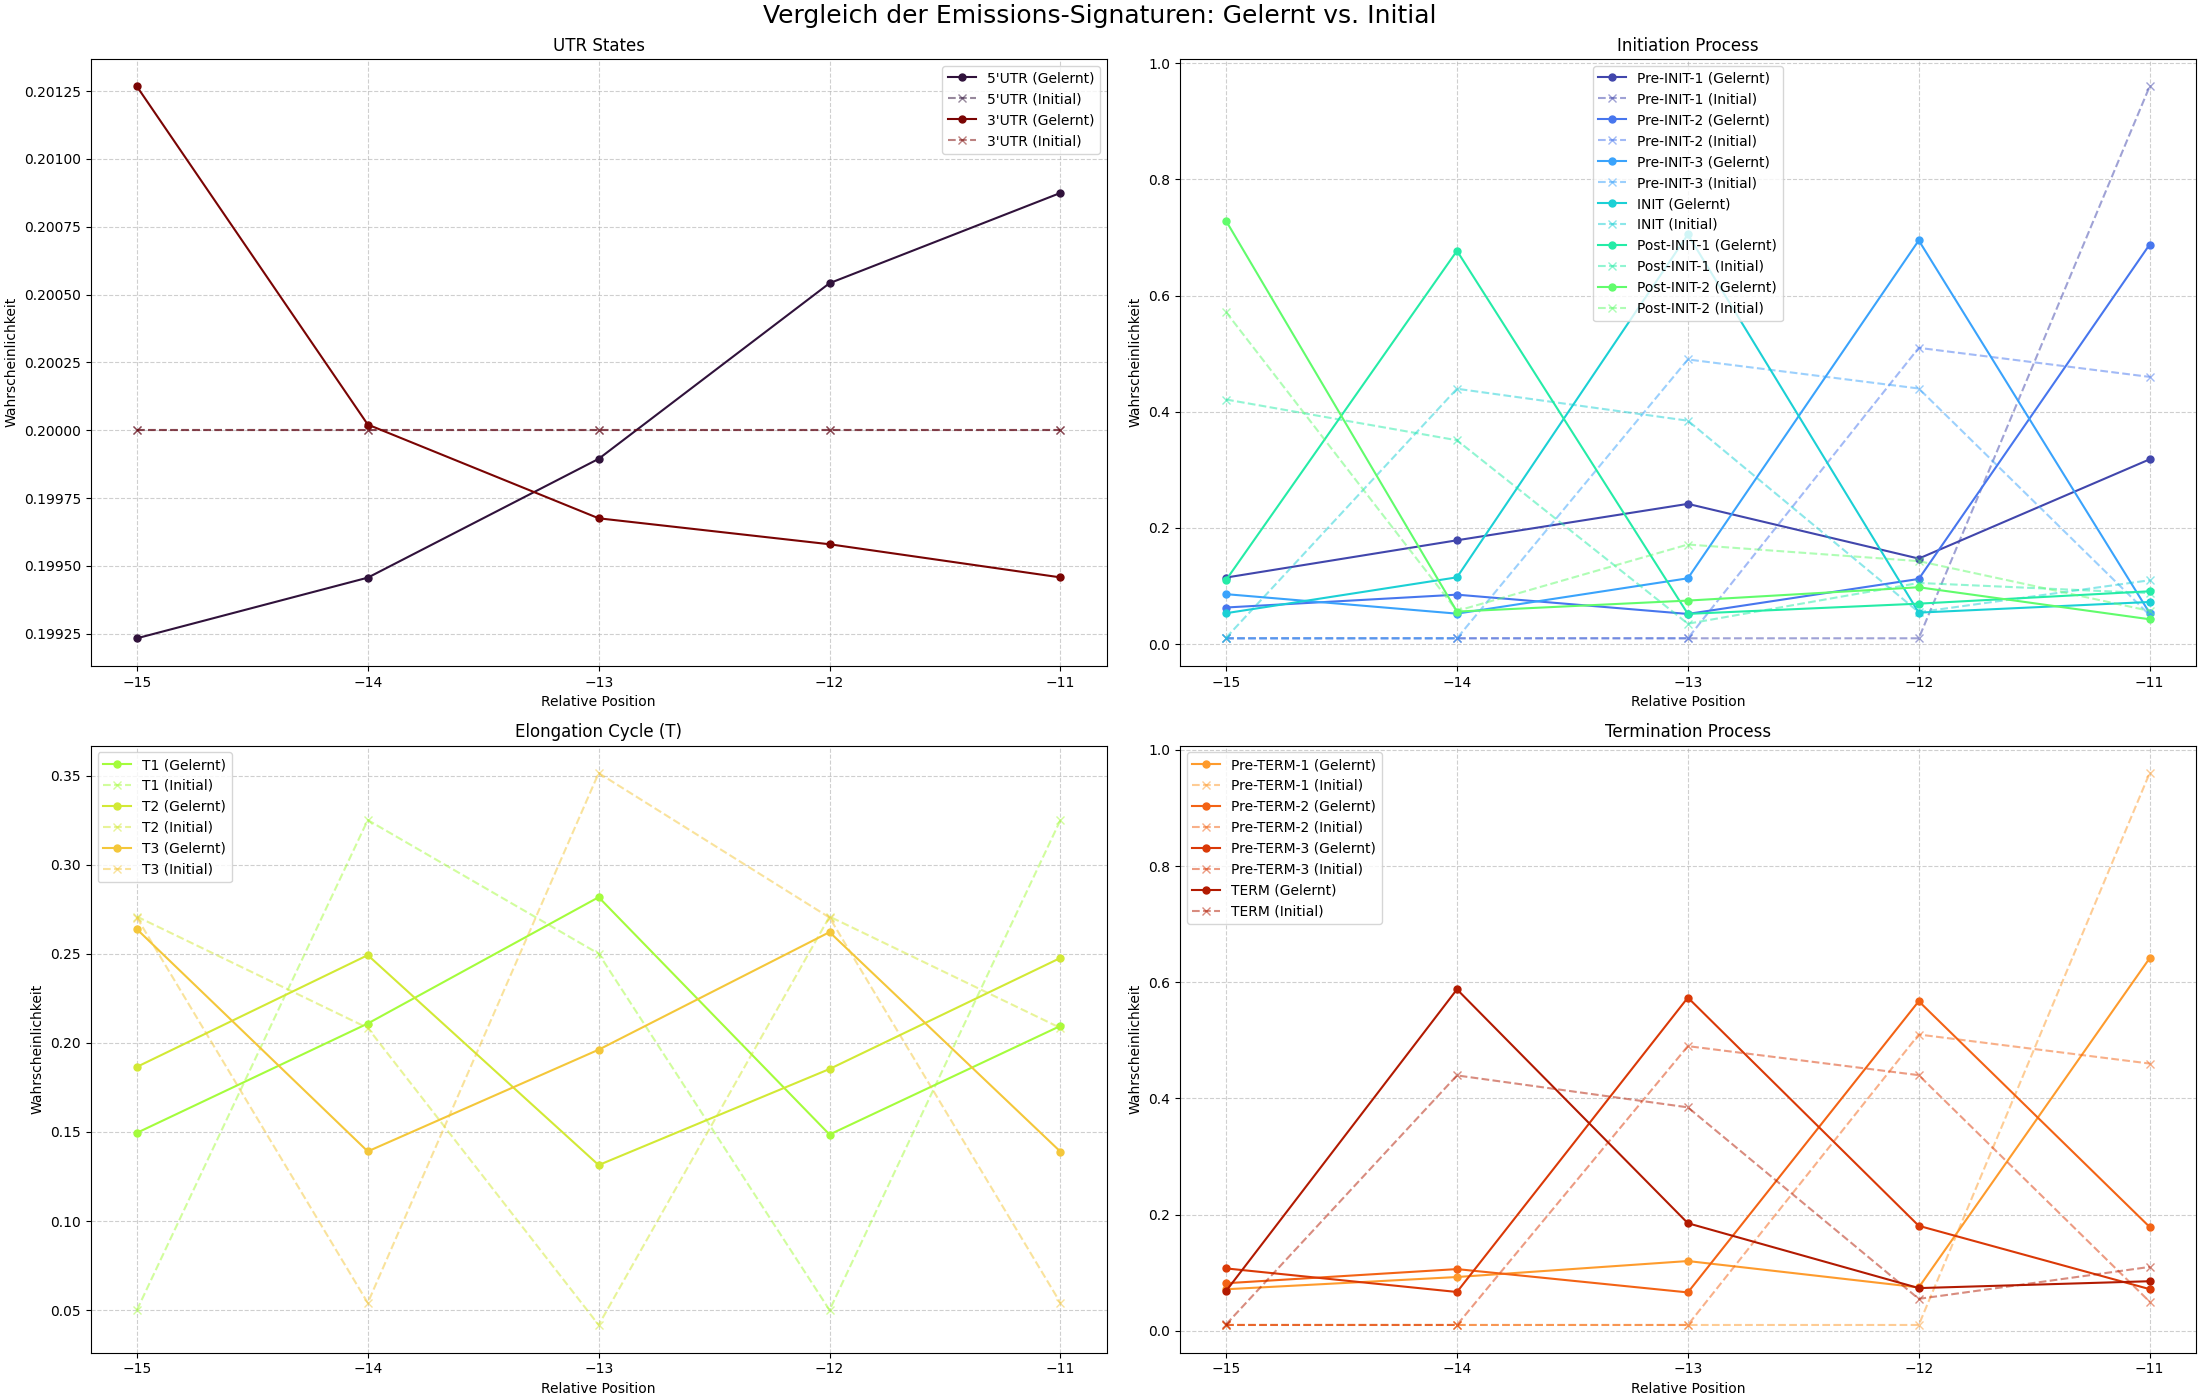 Vergleich der Emissions-Signaturen: Gelernt vs. Initial
UTR States
Wahrscheinlichkeit
0.20125
0.20100
0.20075
0.20050
0.20025
0.20000
0.19975
0.19950
0.19925
5'UTR (Gelernt)
5'UTR (Initial)
3'UTR (Gelernt)
3'UTR (Initial)
−15
−14
−13
−12
−11
Relative Position
Initiation Process
Wahrscheinlichkeit
1.0
0.8
0.6
0.4
0.2
0.0
Pre-INIT-1 (Gelernt)
Pre-INIT-1 (Initial)
Pre-INIT-2 (Gelernt)
Pre-INIT-2 (Initial)
Pre-INIT-3 (Gelernt)
Pre-INIT-3 (Initial)
INIT (Gelernt)
INIT (Initial)
Post-INIT-1 (Gelernt)
Post-INIT-1 (Initial)
Post-INIT-2 (Gelernt)
Post-INIT-2 (Initial)
−15
−14
−13
−12
−11
Relative Position
Elongation Cycle (T)
Wahrscheinlichkeit
0.35
0.30
0.25
0.20
0.15
0.10
0.05
T1 (Gelernt)
T1 (Initial)
T2 (Gelernt)
T2 (Initial)
T3 (Gelernt)
T3 (Initial)
−15
−14
−13
−12
−11
Relative Position
Termination Process
Wahrscheinlichkeit
1.0
0.8
0.6
0.4
0.2
0.0
Pre-TERM-1 (Gelernt)
Pre-TERM-1 (Initial)
Pre-TERM-2 (Gelernt)
Pre-TERM-2 (Initial)
Pre-TERM-3 (Gelernt)
Pre-TERM-3 (Initial)
TERM (Gelernt)
TERM (Initial)
−15
−14
−13
−12
−11
Relative Position